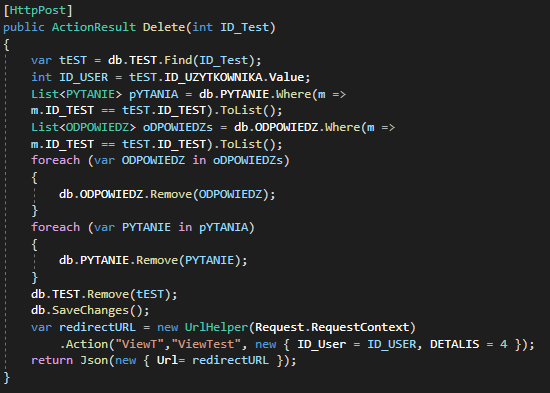 [HttpPost]
public ActionResult Delete(int ID_Test)
{
var tEST = db.TEST.Find(ID_Test);
int ID_USER = tEST.ID_UZYTKOWNIKA.Value;
List<PYTANIE> pYTANIA = db.PYTANIE.Where(m =>
m.ID_TEST == tEST.ID_TEST).ToList();
List<ODPOWIEDZ> oDPOWIEDZs = db.ODPOWIEDZ.Where(m =>
m.ID_TEST == tEST.ID_TEST).ToList();
foreach (var ODPOWIEDZ in oDPOWIEDZs)
{
db.ODPOWIEDZ.Remove(ODPOWIEDZ);
}
foreach (var PYTANIE in pYTANIA)
{
db.PYTANIE.Remove(PYTANIE);
}
db.TEST.Remove(tEST);
db.SaveChanges();
var redirectURL = new UrlHelper(Request.RequestContext)
.Action("ViewT","ViewTest", new { ID_User = ID_USER, DETALIS = 4 });
return Json(new { Url= redirectURL });
}